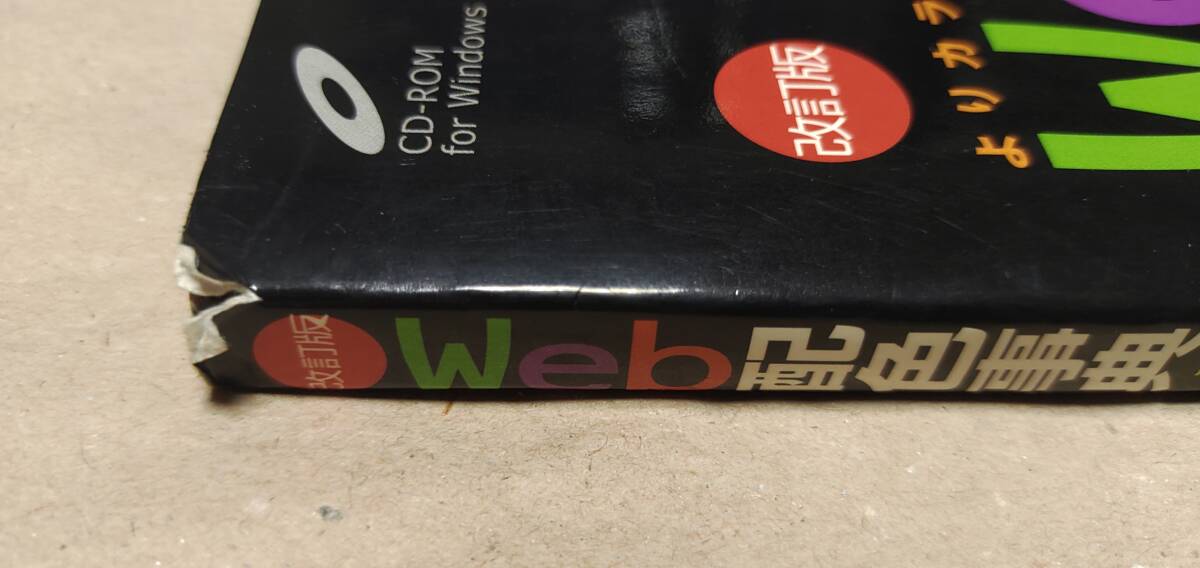 CD-ROM
for Windows
改訂版
よりカラ
改訂版 Web配色事典